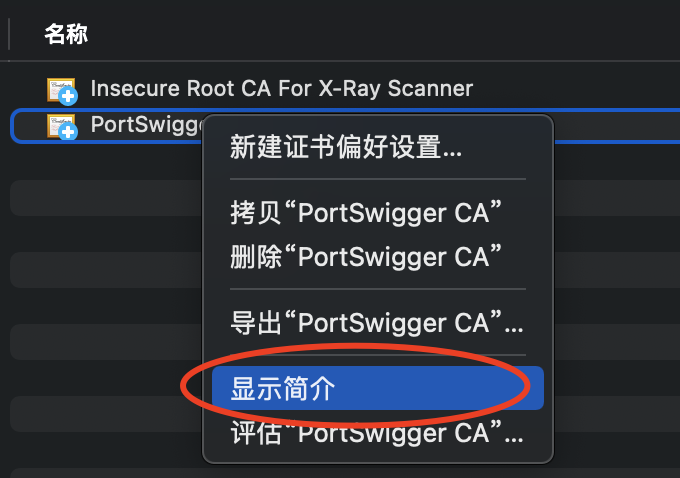 名称
Insecure Root CA For X-Ray Scanner
PortSwigg
新建证书偏好设置...
拷贝“PortSwigger CA”
删除“PortSwigger CA”
导出“PortSwigger CA”...
显示简介
评估“PortSwigger CA”...